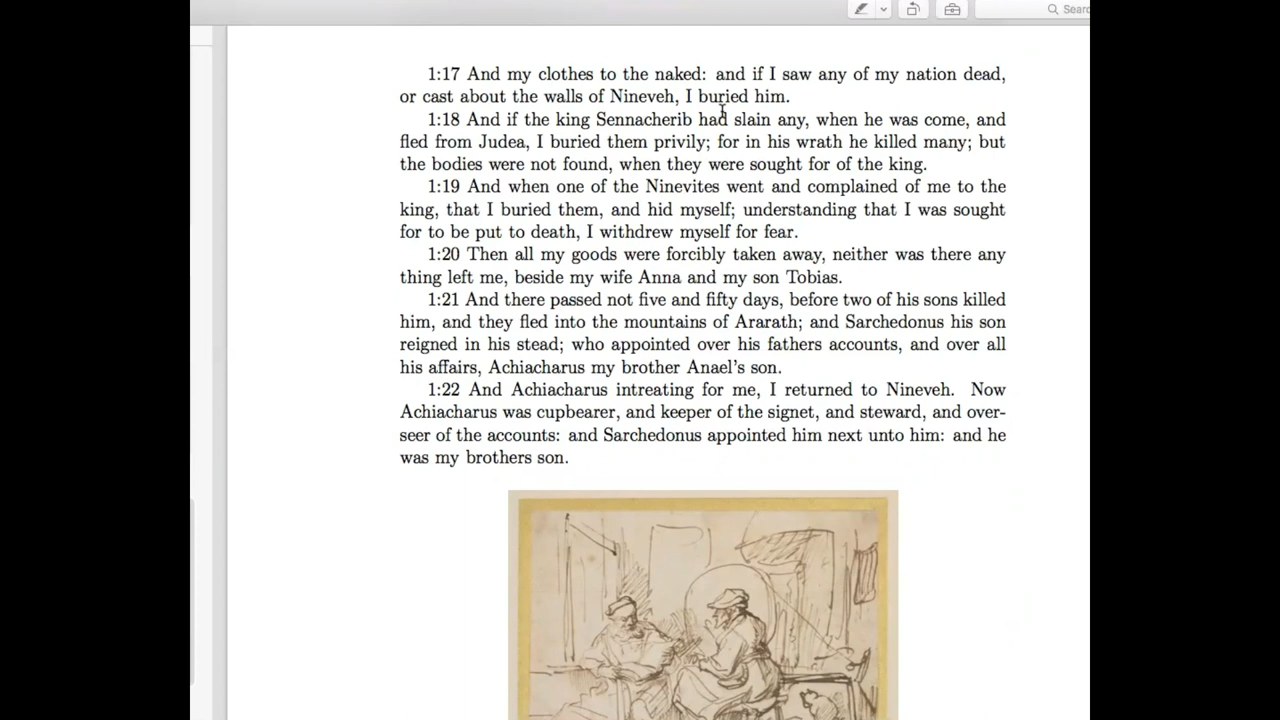 Sear
1:17 And my clothes to the naked: and if I saw any of my nation dead,
or cast about the walls of Nineveh, I buried him.
1:18 And if the king Sennacherib had slain any, when he was come, and
fled from Judea, I buried them privily; for in his wrath he killed many; but
the bodies were not found, when they were sought for of the king.
1:19 And when one of the Ninevites went and complained of me to the
king, that I buried them, and hid myself; understanding that I was sought
for to be put to death, I withdrew myself for fear.
1:20 Then all my goods were forcibly taken away, neither was there any
thing left me, beside my wife Anna and my son Tobias.
1:21 And there passed not five and fifty days, before two of his sons killed
him, and they fled into the mountains of Ararath; and Sarchedonus his son
reigned in his stead; who appointed over his fathers accounts, and over all
his affairs, Achiacharus my brother Anael's son.
1:22 And Achiacharus intreating for me, I returned to Nineveh. Now
Achiacharus was cupbearer, and keeper of the signet, and steward, and over-
seer of the accounts: and Sarchedonus appointed him next unto him: and he
was my brothers son.